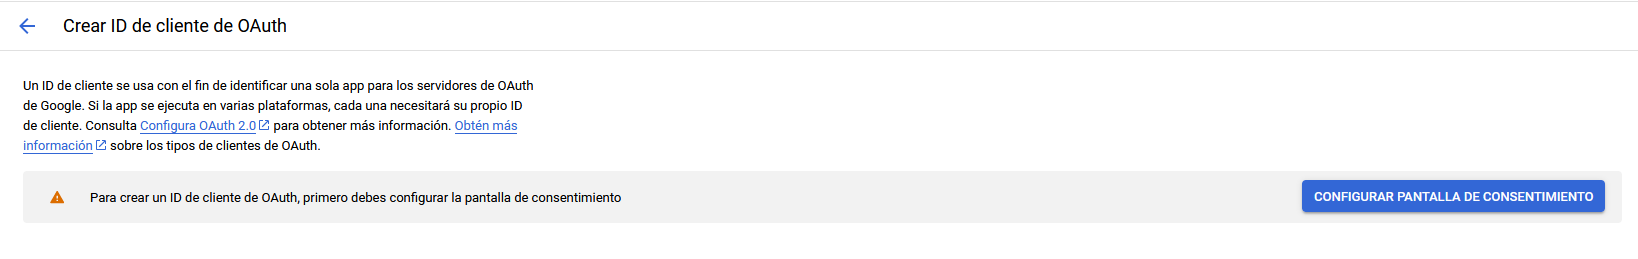 Crear ID de cliente de OAuth
Un ID de cliente se usa con el fin de identificar una sola app para los servidores de OAuth
de Google. Si la app se ejecuta en varias plataformas, cada una necesitará su propio ID
de cliente. Consulta Configura OAuth 2.0 para obtener más información. Obtén más
información sobre los tipos de clientes de OAuth.
Para crear un ID de cliente de OAuth, primero debes configurar la pantalla de consentimiento
CONFIGURAR PANTALLA DE CONSENTIMIENTO